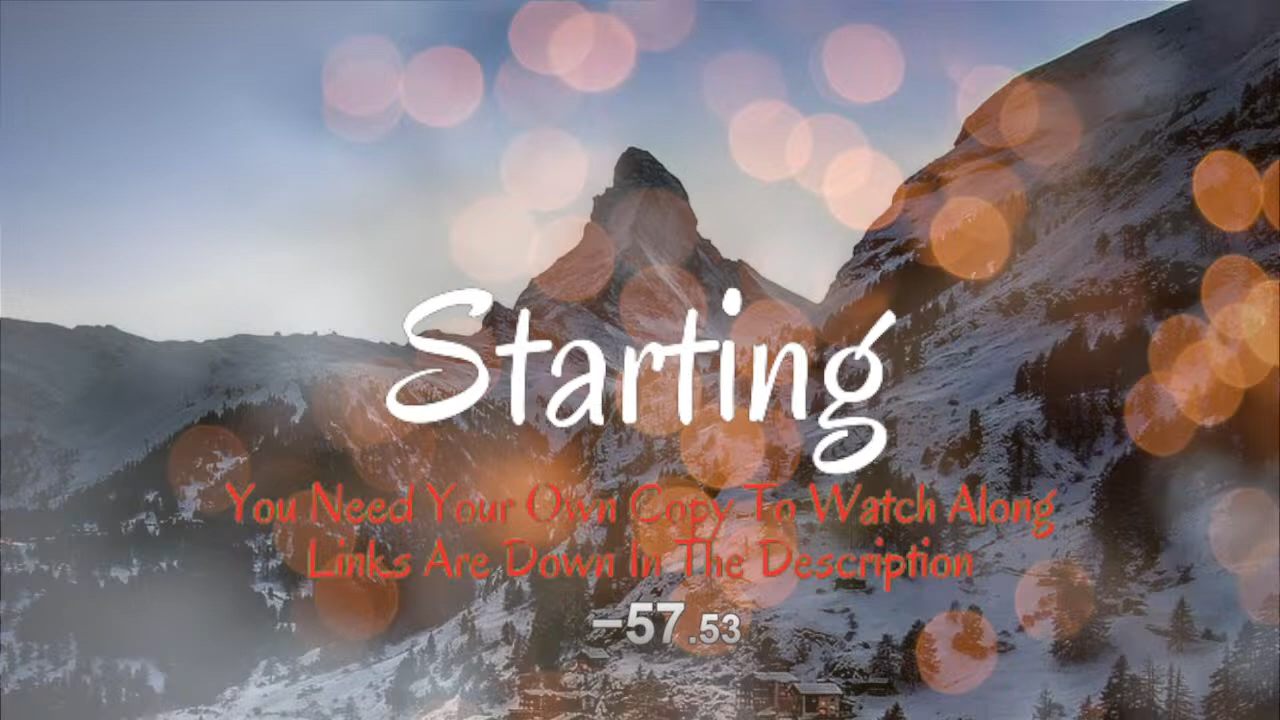 Starting
You Need Your Own Copy To Watch Along
Links Are Down In The Description
−57.53